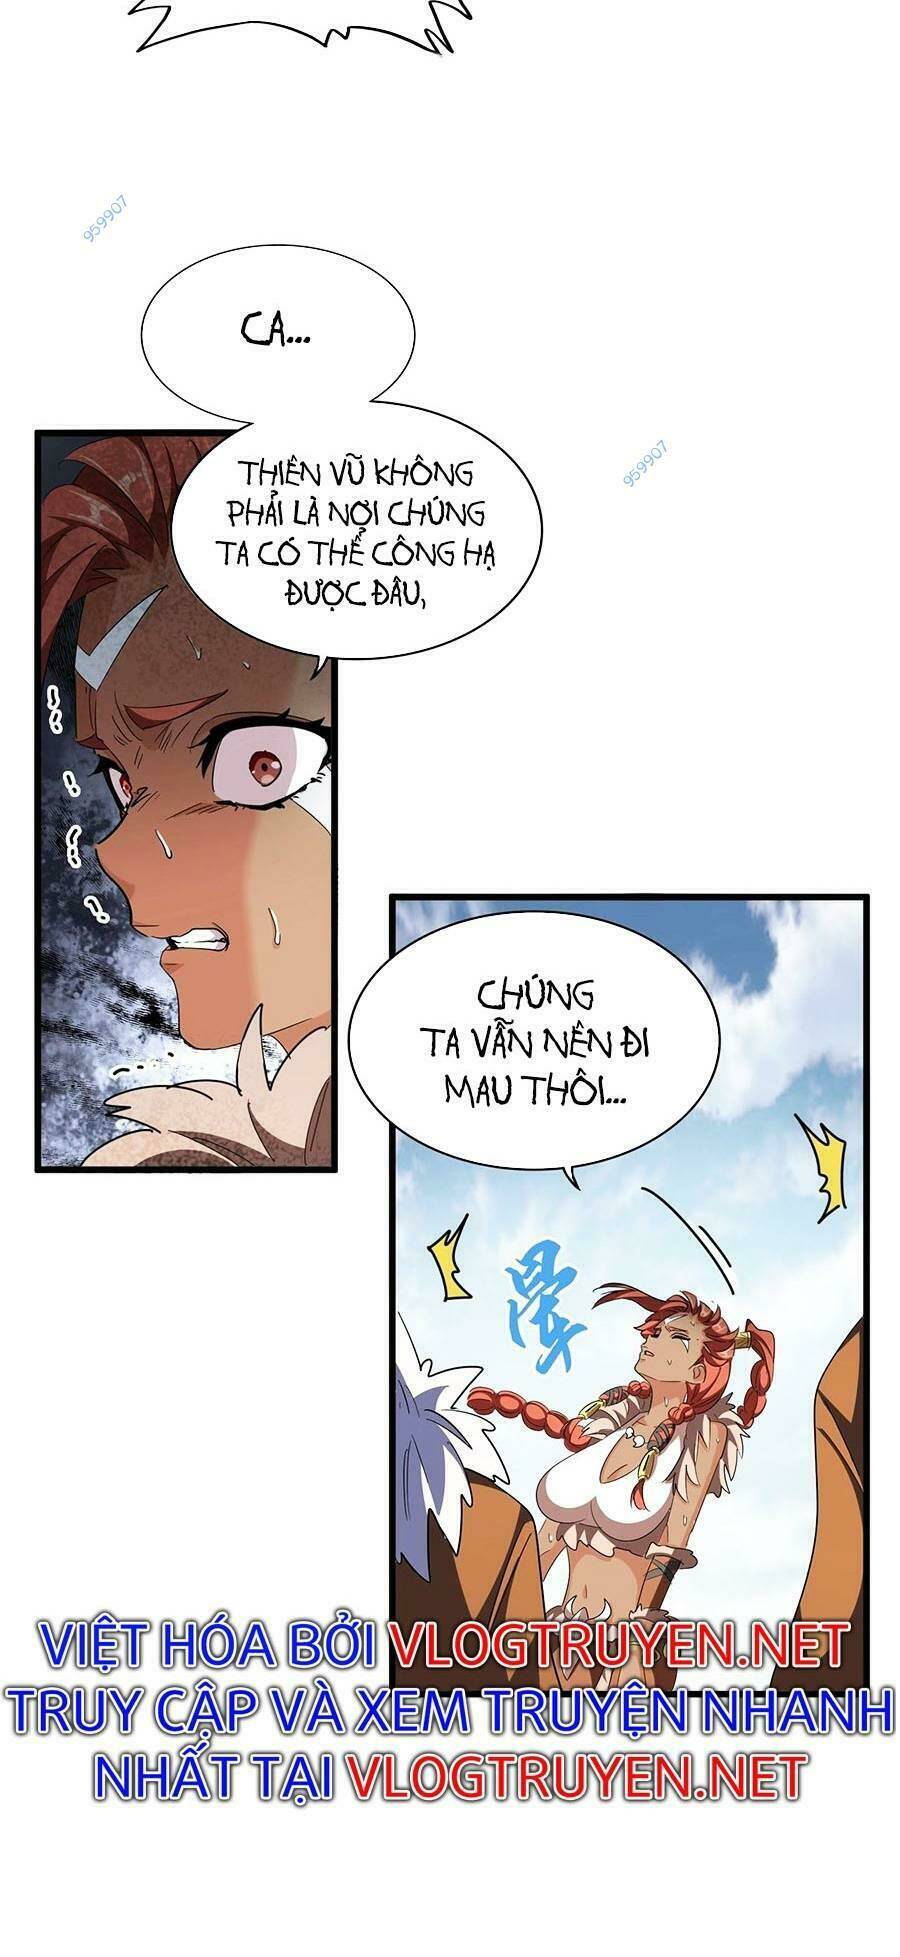 959907
CA...
959907
THIÊN VŨ KHÔNG
PHẢI LÀ NƠI CHÚNG
TA CÓ THỂ CÔNG HẠ
ĐƯỢC ĐÂU,
CHÚNG
TA VẪN NÊN ĐI
MAU THÔI...
晕
VIỆT HÓA BỞI VLOGTRUYEN.NET
TRUY CẬP VÀ XEM TRUYỆN NHANH
NHẤT TẠI VLOGTRUYEN.NET